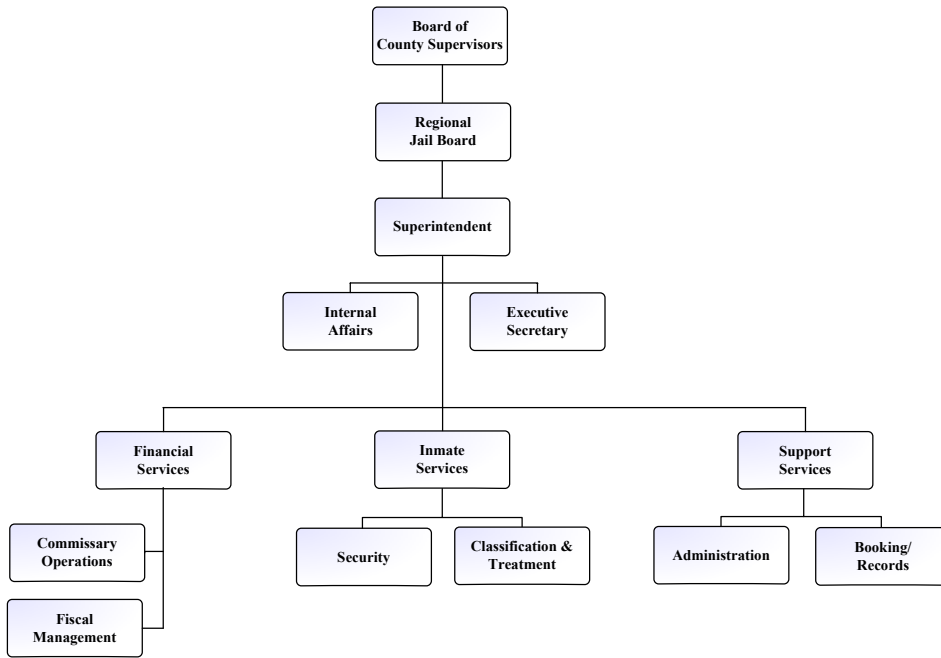 Board of
County Supervisors
Regional
Jail Board
Superintendent
Internal
Affairs
Executive
Secretary
Financial
Services
Inmate
Services
Support
Services
Commissary
Operations
Fiscal
Management
Security
Classification &
Treatment
Administration
Booking/
Records